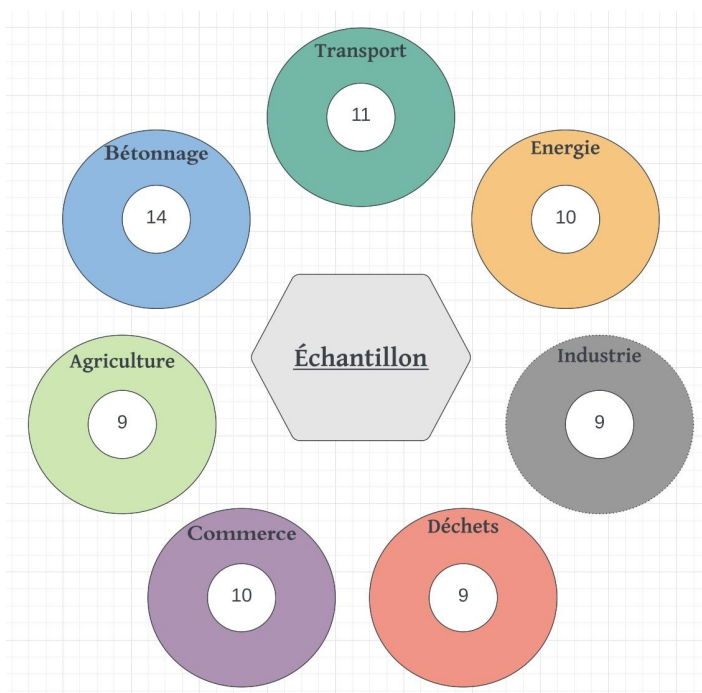 Transport
11
Bétonnage
14
Energie
10
Échantillon
Agriculture
9
Industrie
9
Commerce
10
Déchets
9